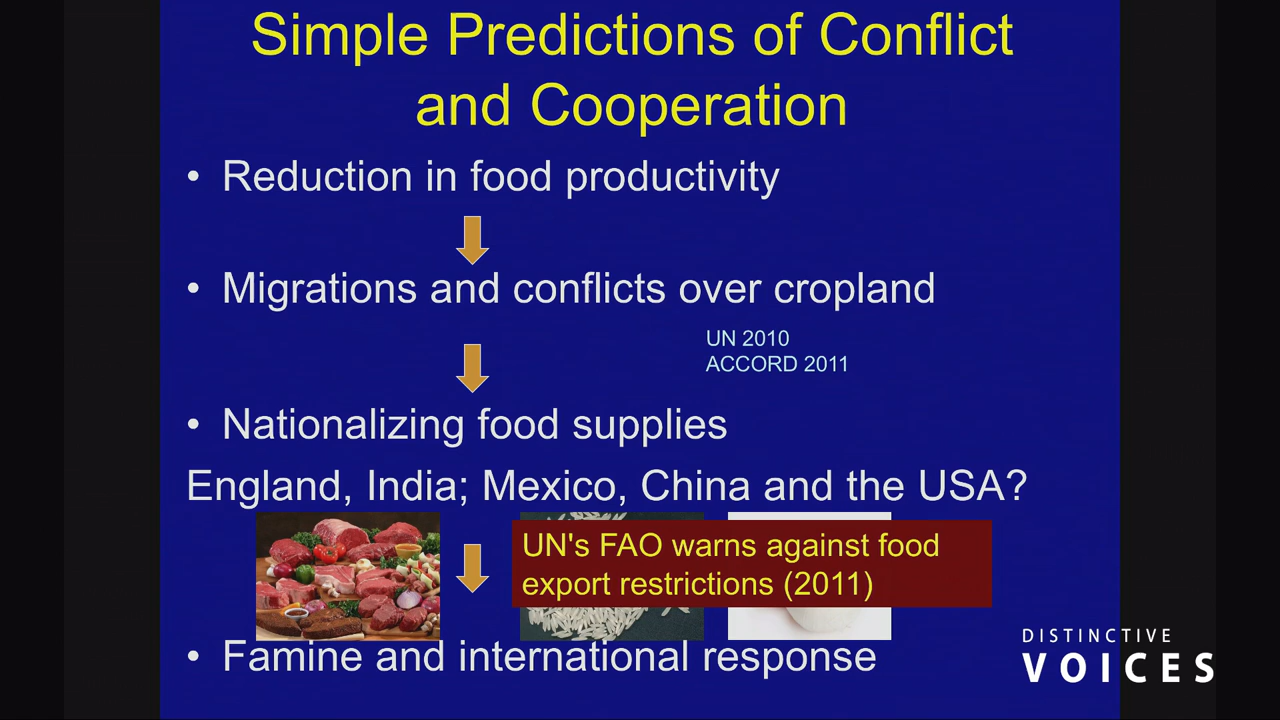 Simple Predictions of Conflict
and Cooperation
• Reduction in food productivity
• Migrations and conflicts over cropland
UN 2010
ACCORD 2011
• Nationalizing food supplies
England, India; Mexico, China and the USA?
UN's FAO warns against food
export restrictions (2011)
• Famine and international response
DISTINCTIVE
VOICES